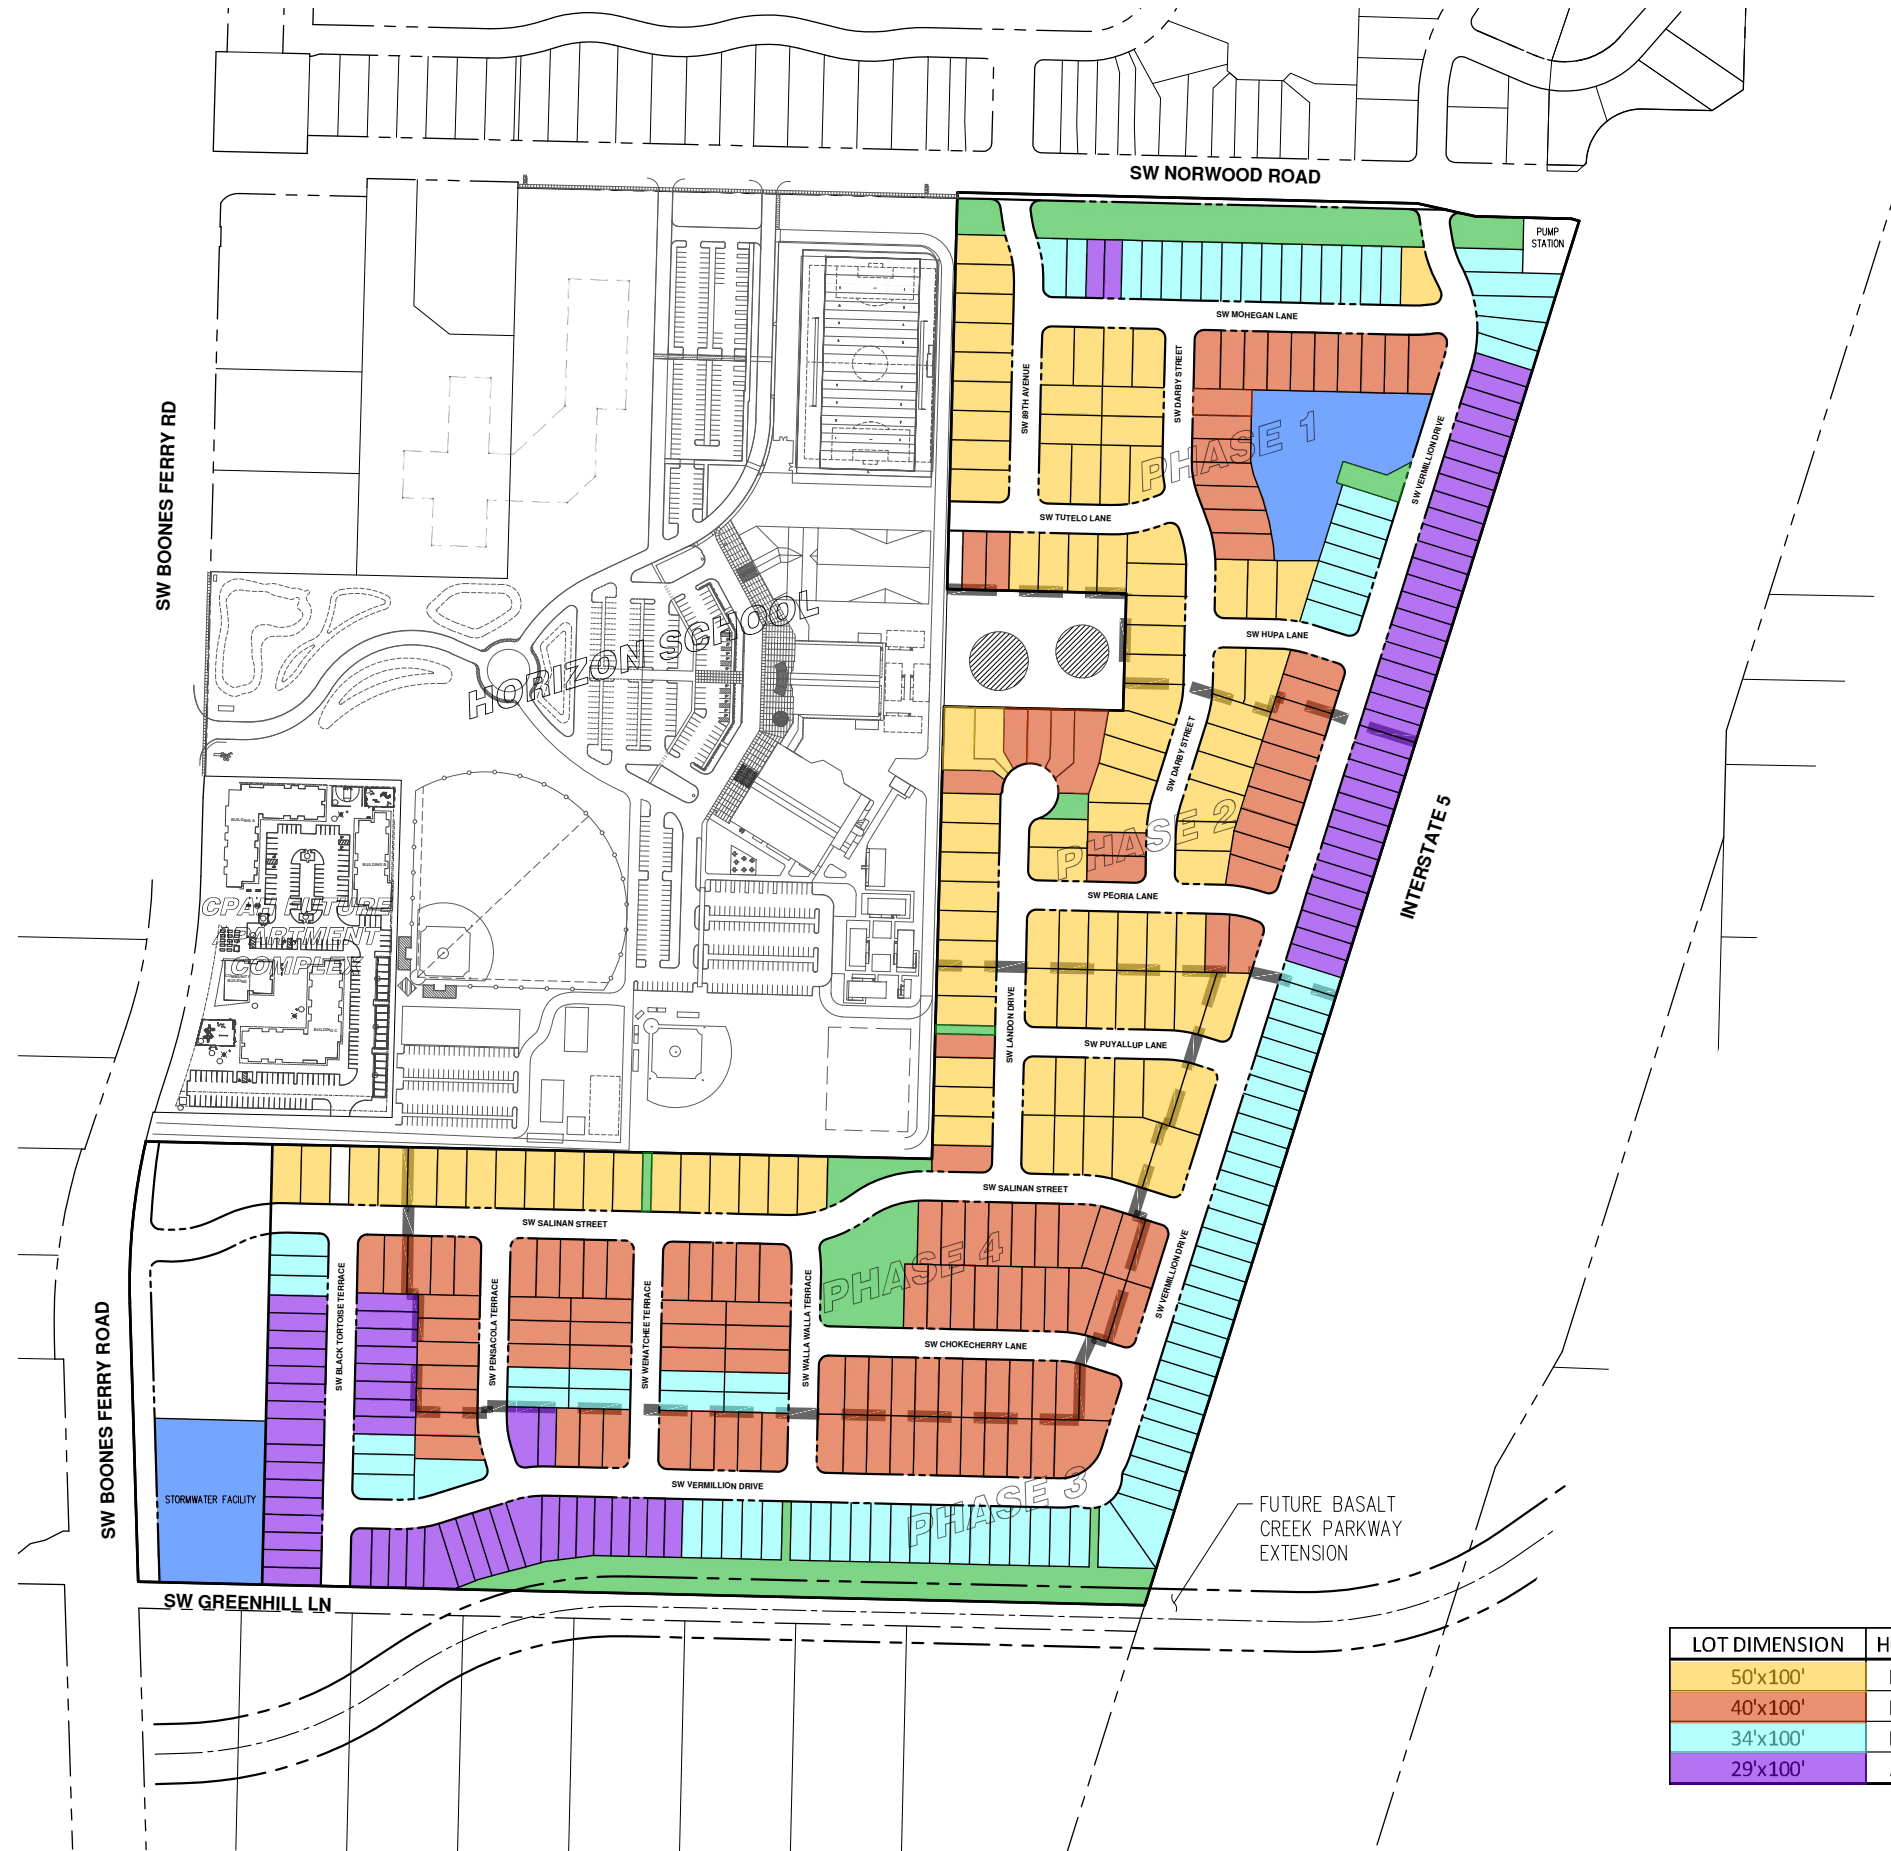 SW NORWOOD ROAD
PUMP
STATION
SW MOHEGAN LANE
SW 89TH AVENUE
SW DARBY STREET
SW VERMILLION DRIVE
PHASE 1
SW BOONES FERRY RD
SW TUTELO LANE
HORIZON SCHOOL
SW HUPA LANE
SW DARBY STREET
PHASE 2
INTERSTATE 5
BUILDING A
BUILDING B
CPAH FUTURE
APARTMENT
COMPLEX
COMMUNITY
BUILDING
BUILDING C
SW PEORIA LANE
SW LANDON DRIVE
SW PUYALLUP LANE
SW SALINAN STREET
SW SALINAN STREET
SW BLACK TORTOISE TERRACE
SW PENSACOLA TERRACE
SW WENATCHEE TERRACE
SW WALLA WALLA TERRACE
PHASE 4
SW VERMILLION DRIVE
SW CHOKECHERRY LANE
SW BOONES FERRY ROAD
STORMWATER FACILITY
SW VERMILLION DRIVE
PHASE 3
FUTURE BASALT
CREEK PARKWAY
EXTENSION
SW GREENHILL LN
LOT DIMENSION
50'x100'
40'x100'
34'x100'
29'x100'